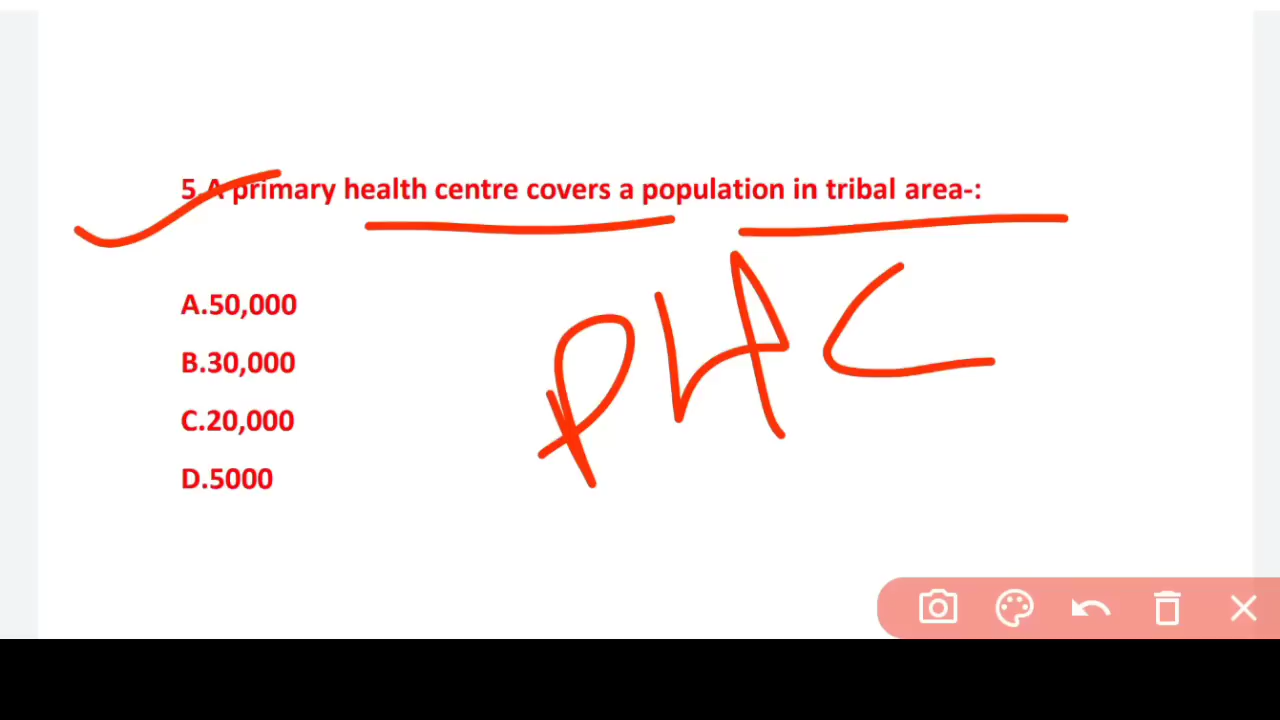 5.A primary health centre covers a population in tribal area-:
PHC
A.50,000
B.30,000
C.20,000
D.5000